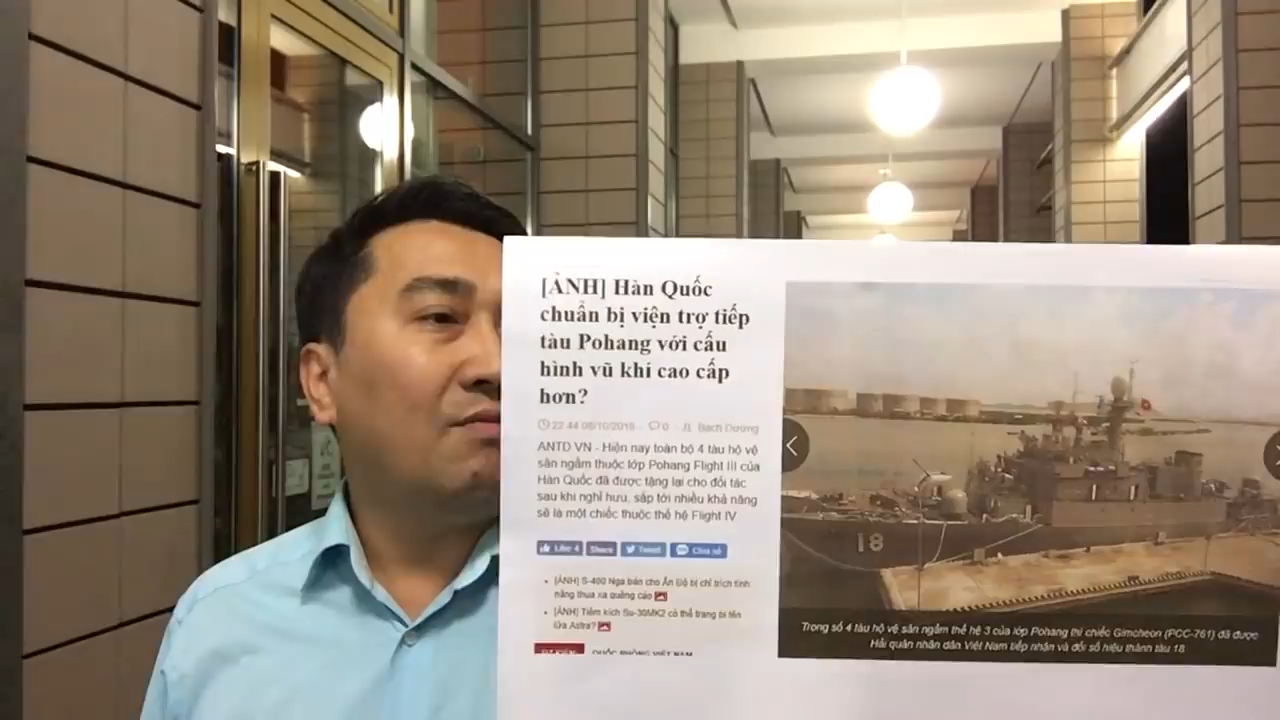 [ẢNH] Hàn Quốc
chuẩn bị viện trợ tiếp
tàu Pohang với cấu
hình vũ khí cao cấp
hơn?
22:44 08/10/2018 0 Bạch Dương
ANTD.VN - Hiện nay toàn bộ 4 tàu hộ vệ
săn ngầm thuộc lớp Pohang Flight III của
Hàn Quốc đã được tặng lại cho đối tác
sau khi nghỉ hưu, sắp tới nhiều khả năng
sẽ là một chiếc thuộc thế hệ Flight IV
Like 4 Share Tweet Chia sẻ
[ẢNH] S-400 Nga bán cho Ấn Độ bị chỉ trích tính
năng thua xa quảng cáo
[ẢNH] Tiêm kích Su-30MK2 có thể trang bị tên
lửa Astra?
SỰ KIỆN QUỐC PHÒNG VIỆT NAM
18
Trong số 4 tàu hộ vệ săn ngầm thế hệ 3 của lớp Pohang thì chiếc Gimcheon (PCC-761) đã được
Hải quân nhân dân Việt Nam tiếp nhận và đổi số hiệu thành tàu 18